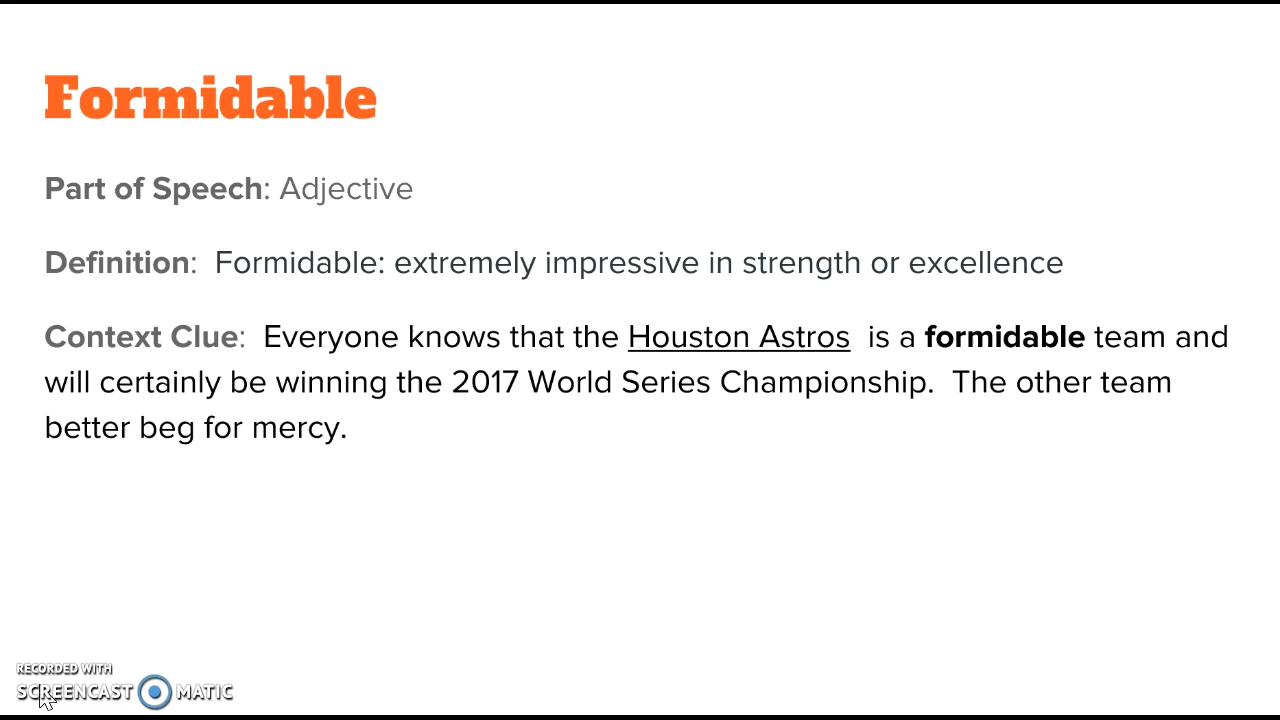 Formidable
Part of Speech: Adjective
Definition:  Formidable: extremely impressive in strength or excellence
Context Clue:  Everyone knows that the Houston Astros  is a formidable team and
will certainly be winning the 2017 World Series Championship.  The other team
better beg for mercy.
RECORDED WITH
SCREENCAST MATIC